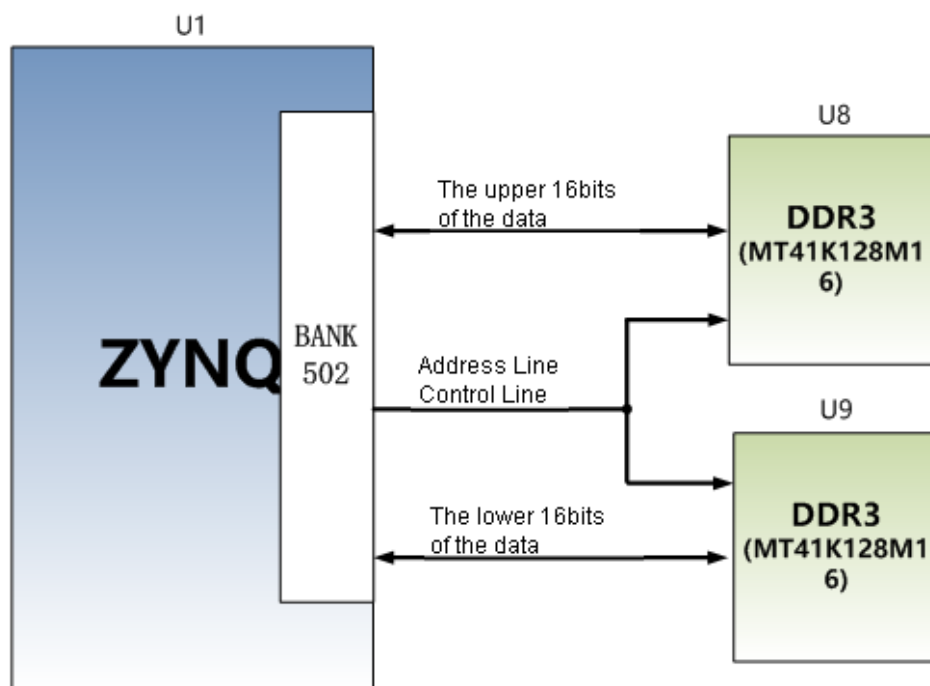 U1
U8
The upper 16bits
of the data
DDR3
(MT41K128M1
6)
ZYNQ
BANK
502
Address Line
Control Line
U9
The lower 16bits
of the data
DDR3
(MT41K128M1
6)